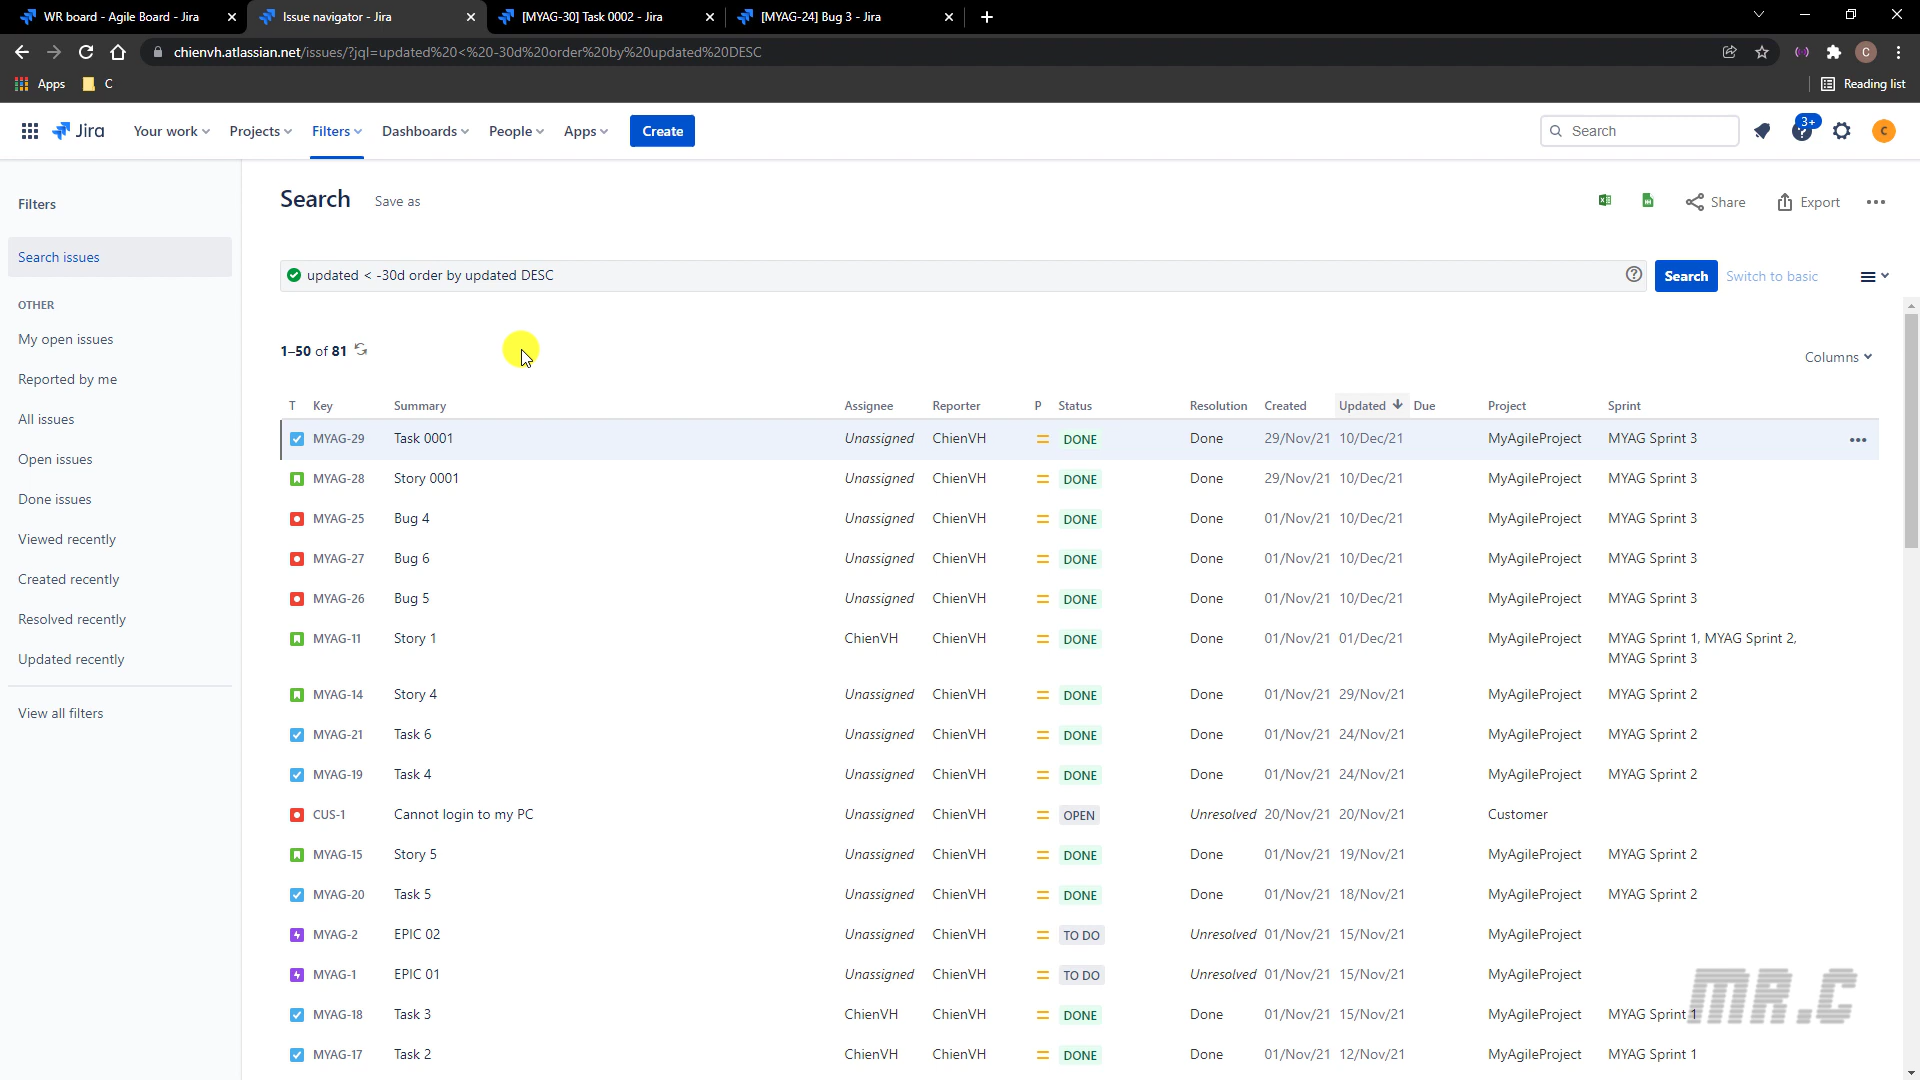 WR board - Agile Board - Jira
Issue navigator - Jira
[MYAG-30] Task 0002 - Jira
[MYAG-24] Bug 3 - Jira
chienvh.atlassian.net/issues/?jql=updated%20<%20-30d%20order%20by%20updated%20DESC
C
Apps C
Reading list
Jira Your work Projects Filters Dashboards People Apps Create Search 3+ C
Search Save as Share Export
Filters
Search issues
OTHER
My open issues
Reported by me
All issues
Open issues
Done issues
Viewed recently
Created recently
Resolved recently
Updated recently
View all filters
updated < -30d order by updated DESC Search Switch to basic
1–50 of 81
Columns
T Key Summary Assignee Reporter P Status Resolution Created Updated Due Project Sprint
MYAG-29 Task 0001 Unassigned ChienVH DONE Done 29/Nov/21 10/Dec/21 MyAgileProject MYAG Sprint 3
MYAG-28 Story 0001 Unassigned ChienVH DONE Done 29/Nov/21 10/Dec/21 MyAgileProject MYAG Sprint 3
MYAG-25 Bug 4 Unassigned ChienVH DONE Done 01/Nov/21 10/Dec/21 MyAgileProject MYAG Sprint 3
MYAG-27 Bug 6 Unassigned ChienVH DONE Done 01/Nov/21 10/Dec/21 MyAgileProject MYAG Sprint 3
MYAG-26 Bug 5 Unassigned ChienVH DONE Done 01/Nov/21 10/Dec/21 MyAgileProject MYAG Sprint 3
MYAG-11 Story 1 ChienVH ChienVH DONE Done 01/Nov/21 01/Dec/21 MyAgileProject MYAG Sprint 1, MYAG Sprint 2,
MYAG Sprint 3
MYAG-14 Story 4 Unassigned ChienVH DONE Done 01/Nov/21 29/Nov/21 MyAgileProject MYAG Sprint 2
MYAG-21 Task 6 Unassigned ChienVH DONE Done 01/Nov/21 24/Nov/21 MyAgileProject MYAG Sprint 2
MYAG-19 Task 4 Unassigned ChienVH DONE Done 01/Nov/21 24/Nov/21 MyAgileProject MYAG Sprint 2
CUS-1 Cannot login to my PC Unassigned ChienVH OPEN Unresolved 20/Nov/21 20/Nov/21 Customer
MYAG-15 Story 5 Unassigned ChienVH DONE Done 01/Nov/21 19/Nov/21 MyAgileProject MYAG Sprint 2
MYAG-20 Task 5 Unassigned ChienVH DONE Done 01/Nov/21 18/Nov/21 MyAgileProject MYAG Sprint 2
MYAG-2 EPIC 02 Unassigned ChienVH TO DO Unresolved 01/Nov/21 15/Nov/21 MyAgileProject
MYAG-1 EPIC 01 Unassigned ChienVH TO DO Unresolved 01/Nov/21 15/Nov/21 MyAgileProject
MYAG-18 Task 3 ChienVH ChienVH DONE Done 01/Nov/21 15/Nov/21 MyAgileProject MYAG Sprint 1
MYAG-17 Task 2 ChienVH ChienVH DONE Done 01/Nov/21 12/Nov/21 MyAgileProject MYAG Sprint 1
MR.C